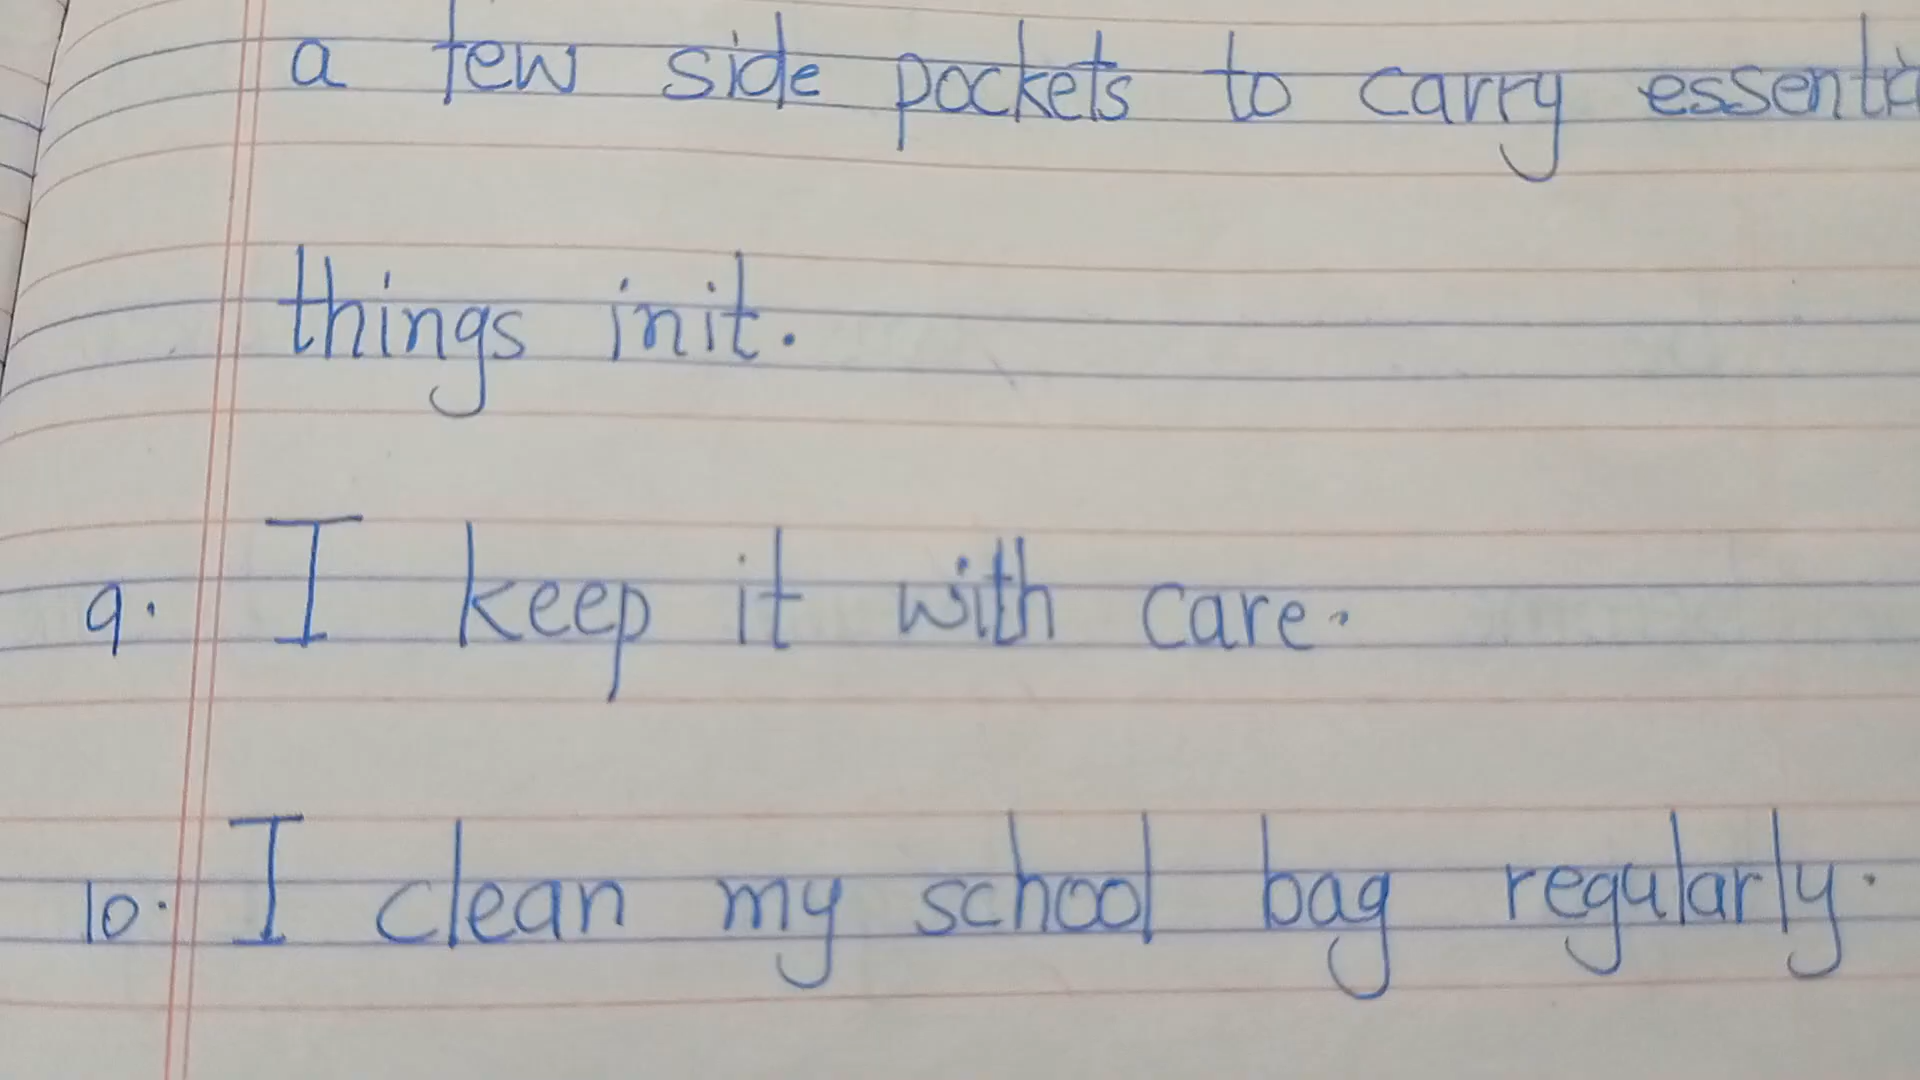 a few side pockets to carry
things init.
9. I keep it with care.
10. I clean my school bag regularly.